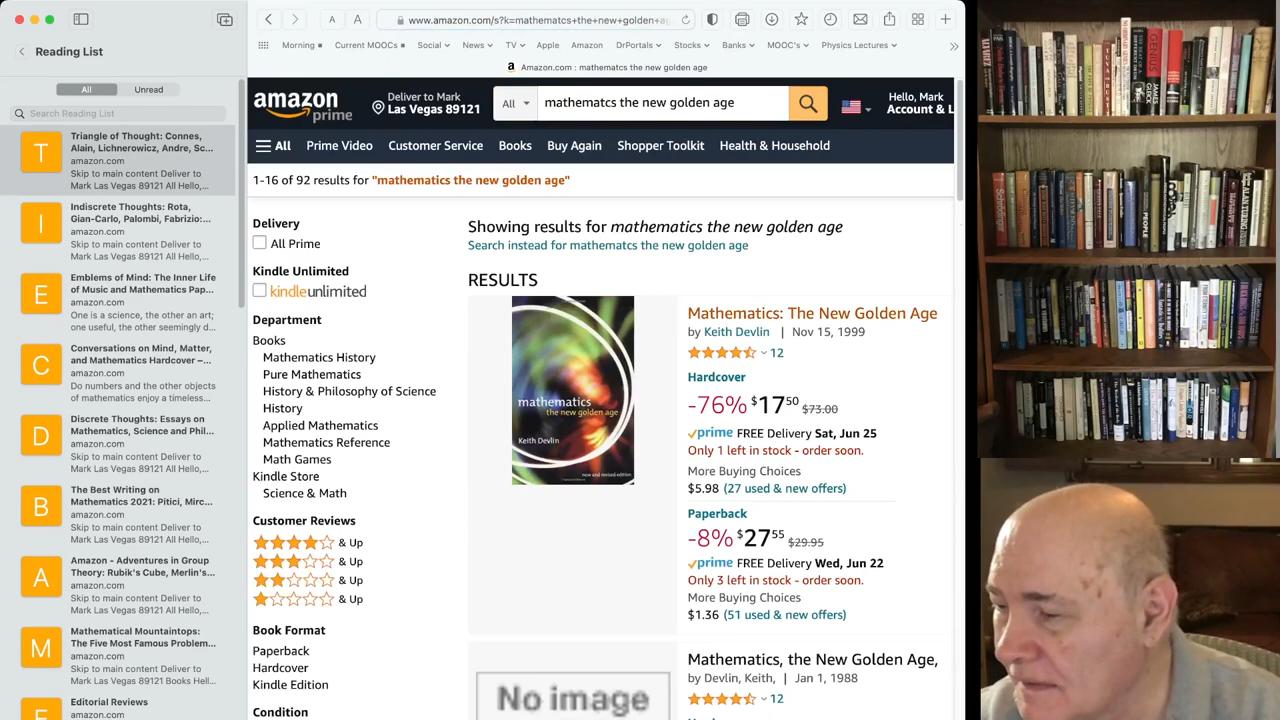 Reading List
All
Unread
Search Reading List
T
Triangle of Thought: Connes,
Alain, Lichnerowicz, Andre, Sc...
amazon.com
Skip to main content Deliver to
Mark Las Vegas 89121 All Hello,...
I
Indiscrete Thoughts: Rota,
Gian-Carlo, Palombi, Fabrizio:...
amazon.com
Skip to main content Deliver to
Mark Las Vegas 89121 All Hello,...
E
Emblems of Mind: The Inner Life
of Music and Mathematics Pap...
amazon.com
One is a science, the other an art;
one useful, the other seemingly d...
C
Conversations on Mind, Matter,
and Mathematics Hardcover –...
amazon.com
Do numbers and the other objects
of mathematics enjoy a timeless...
D
Discrete Thoughts: Essays on
Mathematics, Science and Phil...
amazon.com
Skip to main content Deliver to
Mark Las Vegas 89121 All Hello,...
B
The Best Writing on
Mathematics 2021: Pitici, Mirc...
amazon.com
Skip to main content Deliver to
Mark Las Vegas 89121 All Hello,...
A
Amazon - Adventures in Group
Theory: Rubik's Cube, Merlin's...
amazon.com
Skip to main content Deliver to
Mark Las Vegas 89121 All Hello,...
M
Mathematical Mountaintops:
The Five Most Famous Problem...
amazon.com
Skip to main content Deliver to
Mark Las Vegas 89121 Books Hell...
Editorial Reviews
amazon.com
A A www.amazon.com/s?k=mathematcs+the+new+golden+ag
Morning Current MOOCs Social News TV Apple Amazon DrPortals Stocks Banks MOOC's Physics Lectures
a Amazon.com : mathematcs the new golden age
amazon prime
Deliver to Mark
Las Vegas 89121
All
mathematcs the new golden age
Hello, Mark
Account & L
All Prime Video Customer Service Books Buy Again Shopper Toolkit Health & Household
1-16 of 92 results for "mathematics the new golden age"
Delivery
All Prime
Kindle Unlimited
kindleunlimited
Department
Books
Mathematics History
Pure Mathematics
History & Philosophy of Science
History
Applied Mathematics
Mathematics Reference
Math Games
Kindle Store
Science & Math
Customer Reviews
& Up
& Up
& Up
& Up
Book Format
Paperback
Hardcover
Kindle Edition
Condition
Showing results for mathematics the new golden age
Search instead for mathematcs the new golden age
RESULTS
mathematics
the new golden age
Keith Devlin
new and revised edition
Mathematics: The New Golden Age
by Keith Devlin | Nov 15, 1999
12
Hardcover
-76% $17 50 $73.00
prime FREE Delivery Sat, Jun 25
Only 1 left in stock - order soon.
More Buying Choices
$5.98 (27 used & new offers)
Paperback
-8% $27 55 $29.95
prime FREE Delivery Wed, Jun 22
Only 3 left in stock - order soon.
More Buying Choices
$1.36 (51 used & new offers)
No image
Mathematics, the New Golden Age,
by Devlin, Keith, | Jan 1, 1988
12
GENIUS
PEOPLE
ALAN TURING